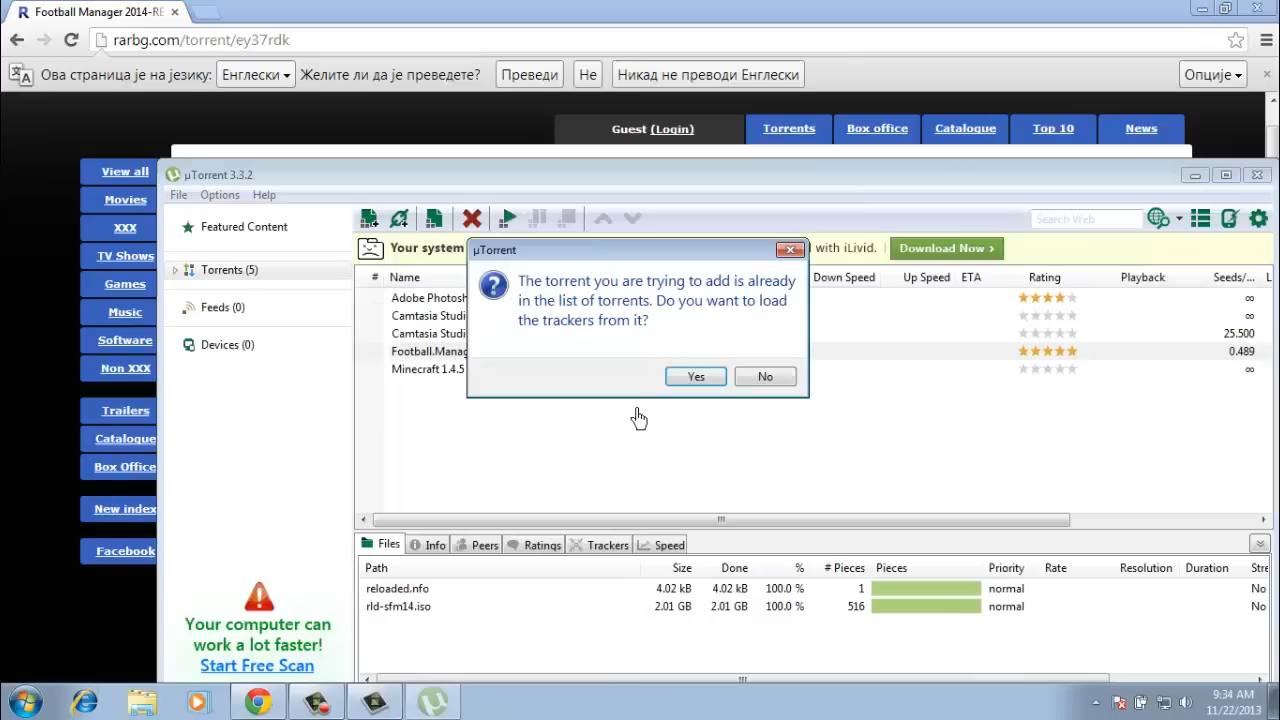 Football Manager 2014-RE
rarbg.com/torrent/ey37rdk
Ова страница је на језику: Енглески Желите ли да је преведете? Преведи Не Никад не преводи Енглески Опције
Guest (Login) Torrents Box office Catalogue Top 10 News
View all
Movies
XXX
TV Shows
Games
Music
Software
Non XXX
Trailers
Catalogue
Box Office
New index
Facebook
µTorrent 3.3.2
File Options Help
Featured Content
Torrents (5)
Feeds (0)
Devices (0)
Search Web
Your system with iLivid. Download Now >
# Name Down Speed Up Speed ETA Rating Playback Seeds/... L
Adobe Photosh ∞
Camtasia Studi ∞
Camtasia Studi 25.500
Football.Manag 0.489
Minecraft 1.4.5 ∞
µTorrent
The torrent you are trying to add is already
in the list of torrents. Do you want to load
the trackers from it?
Yes No
Files Info Peers Ratings Trackers Speed
Path Size Done % # Pieces Pieces Priority Rate Resolution Duration Stre
reloaded.nfo 4.02 kB 4.02 kB 100.0 % 1 normal No
rld-sfm14.iso 2.01 GB 2.01 GB 100.0 % 516 normal No
Your computer can
work a lot faster!
Start Free Scan
9:34 AM
11/22/2013